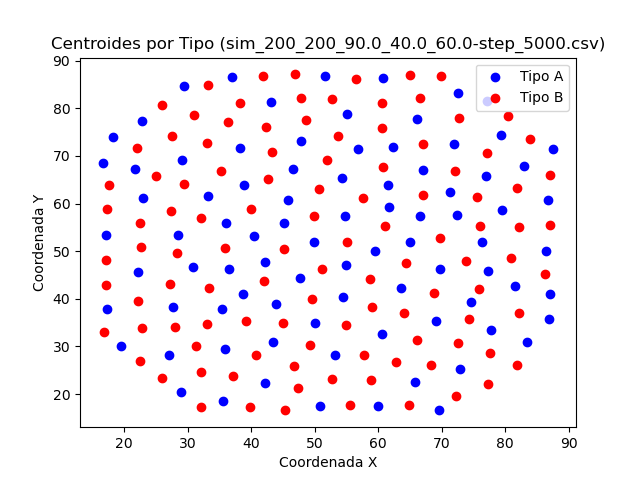 Centroides por Tipo (sim_200_200_90.0_40.0_60.0-step_5000.csv)
90
80
70
60
50
40
30
20
Coordenada Y
Tipo A
Tipo B
20 30 40 50 60 70 80 90
Coordenada X